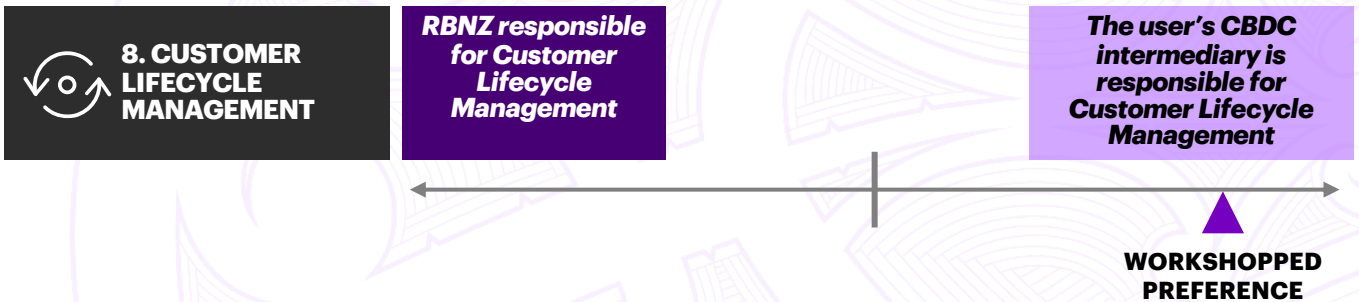 8. CUSTOMER
LIFECYCLE
MANAGEMENT
RBNZ responsible
for Customer
Lifecycle
Management
The user’s CBDC
intermediary is
responsible for
Customer Lifecycle
Management
WORKSHOPPED
PREFERENCE